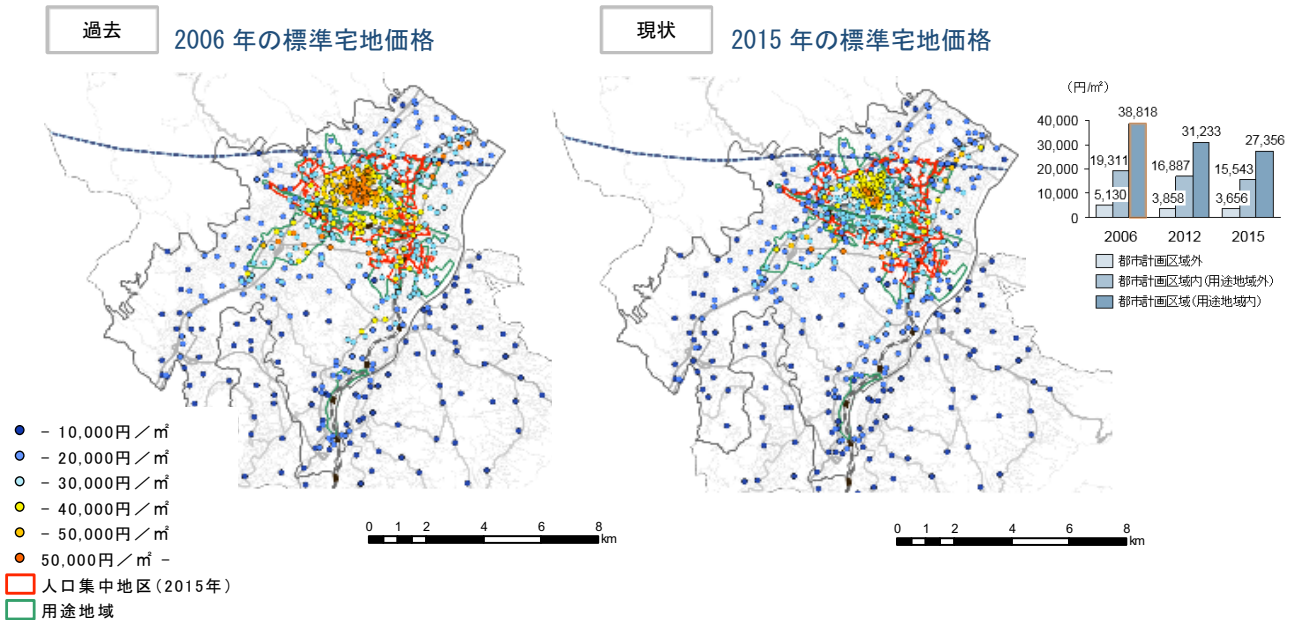 過去
2006 年の標準宅地価格
現状
2015 年の標準宅地価格
（円/㎡）
40,000
30,000
20,000
10,000
0
5,130
19,311
38,818
3,858
16,887
31,233
3,656
15,543
27,356
2006
2012
2015
都市計画区域外
都市計画区域内（用途地域外）
都市計画区域（用途地域内）
- 10,000円／㎡
- 20,000円／㎡
- 30,000円／㎡
- 40,000円／㎡
- 50,000円／㎡
50,000円／㎡ -
人口集中地区（2015年）
用途地域
0 1 2 4 6 8
km
0 1 2 4 6 8
km